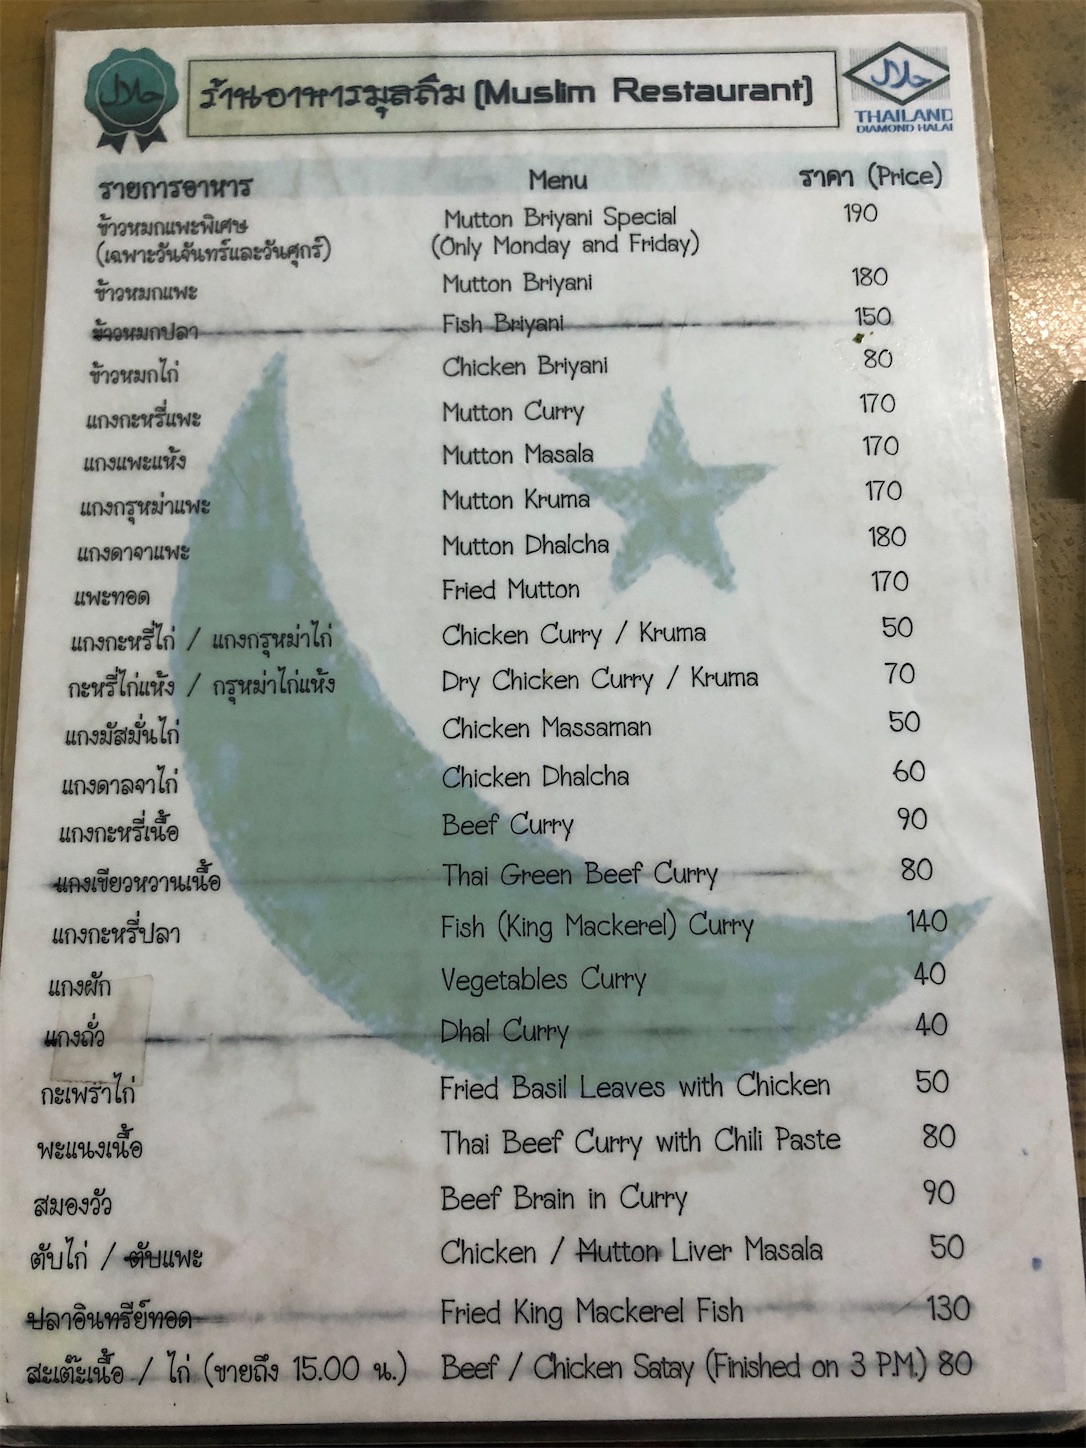 حلال
ร้านอาหารมุสลิม (Muslim Restaurant)
حلال
THAILAND
DIAMOND HALAL
รายการอาหาร Menu ราคา (Price)
ข้าวหมกแพะพิเศษ Mutton Briyani Special 190
(เฉพาะวันจันทร์และวันศุกร์) (Only Monday and Friday)
ข้าวหมกแพะ Mutton Briyani 180
ข้าวหมกปลา Fish Briyani 150
ข้าวหมกไก่ Chicken Briyani 80
แกงกะหรี่แพะ Mutton Curry 170
แกงแพะแห้ง Mutton Masala 170
แกงกรุหม่าแพะ Mutton Kruma 170
แกงดาจาแพะ Mutton Dhalcha 180
แพะทอด Fried Mutton 170
แกงกะหรี่ไก่ / แกงกรุหม่าไก่ Chicken Curry / Kruma 50
กะหรี่ไก่แห้ง / กรุหม่าไก่แห้ง Dry Chicken Curry / Kruma 70
แกงมัสมั่นไก่ Chicken Massaman 50
แกงดาลจาไก่ Chicken Dhalcha 60
แกงกะหรี่เนื้อ Beef Curry 90
แกงเขียวหวานเนื้อ Thai Green Beef Curry 80
แกงกะหรี่ปลา Fish (King Mackerel) Curry 140
แกงผัก Vegetables Curry 40
แกงถั่ว Dhal Curry 40
กะเพราไก่ Fried Basil Leaves with Chicken 50
พะแนงเนื้อ Thai Beef Curry with Chili Paste 80
สมองวัว Beef Brain in Curry 90
ตับไก่ / ตับแพะ Chicken / Mutton Liver Masala 50
ปลาอินทรีย์ทอด Fried King Mackerel Fish 130
สะเต๊ะเนื้อ / ไก่ (ขายถึง 15.00 น.) Beef / Chicken Satay (Finished on 3 P.M.) 80